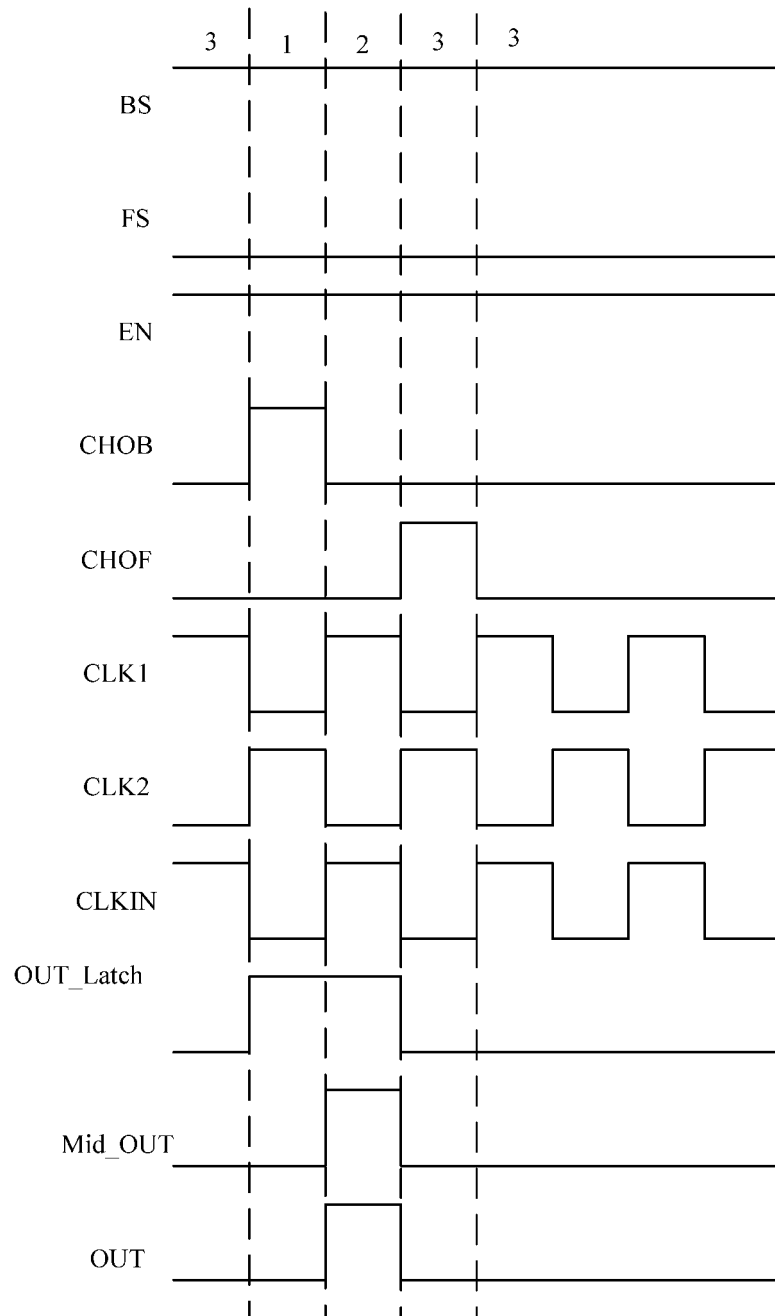 3 1 2 3 3
BS
FS
EN
CHOB
CHOF
CLK1
CLK2
CLKIN
OUT_Latch
Mid_OUT
OUT